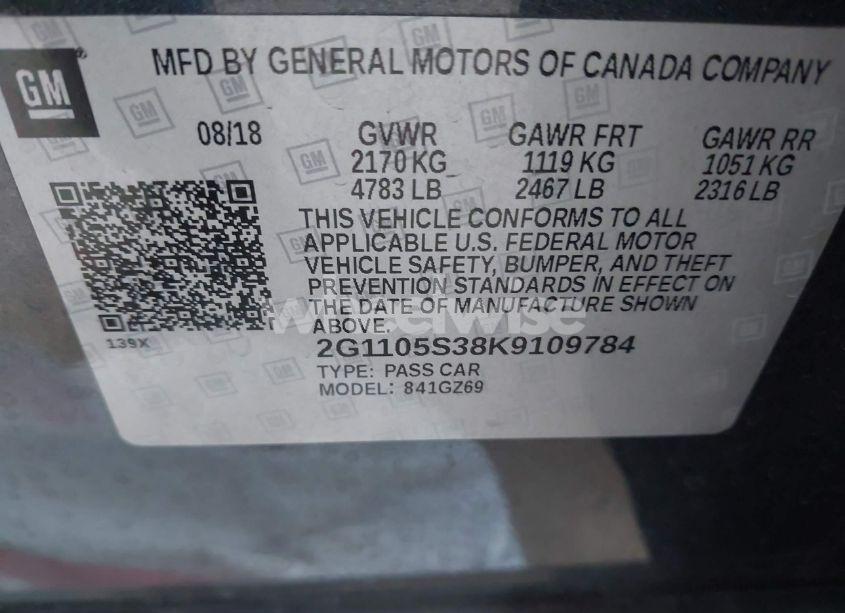 GM
MFD BY GENERAL MOTORS OF CANADA COMPANY
08/18 GVWR GAWR FRT GAWR RR
2170 KG 1119 KG 1051 KG
4783 LB 2467 LB 2316 LB
THIS VEHICLE CONFORMS TO ALL
APPLICABLE U.S. FEDERAL MOTOR
VEHICLE SAFETY, BUMPER, AND THEFT
PREVENTION STANDARDS IN EFFECT ON
THE DATE OF MANUFACTURE SHOWN
ABOVE.
139X
2G1105S38K9109784
TYPE: PASS CAR
MODEL: 841GZ69